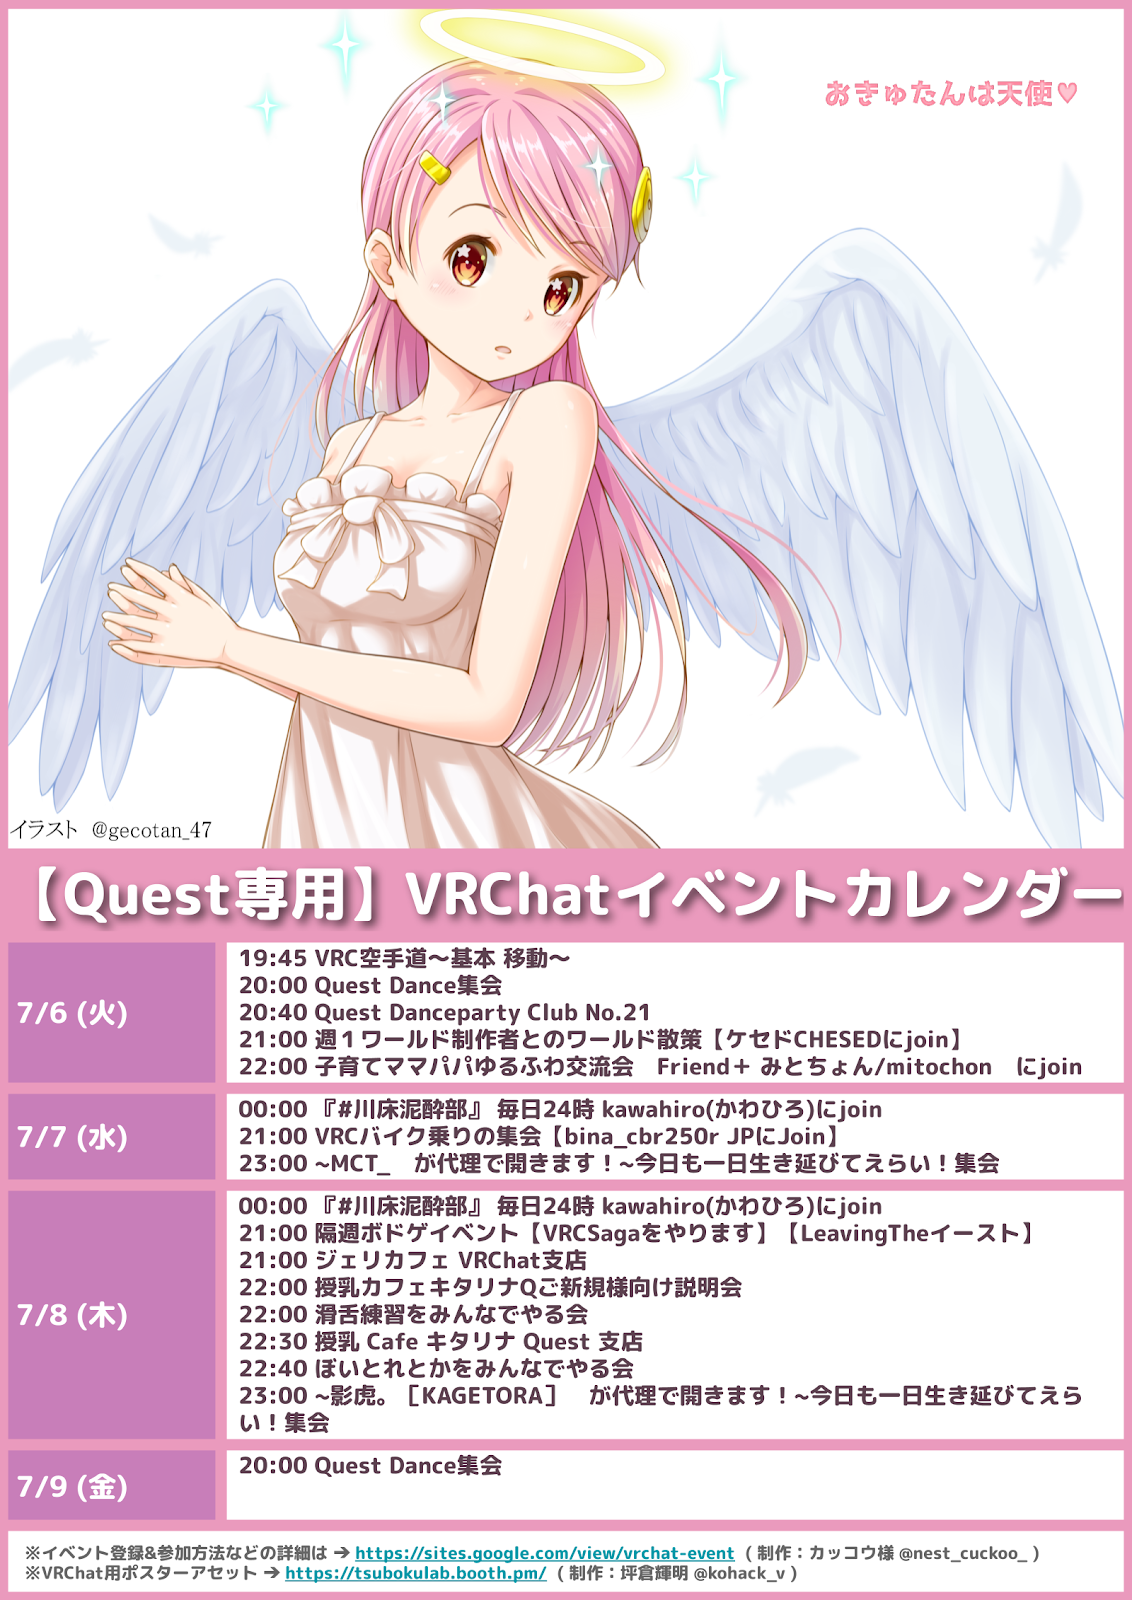 おきゅたんは天使♥
イラスト @gecotan_47
【Quest専用】VRChatイベントカレンダー
7/6 (火)
19:45 VRC空手道～基本 移動～
20:00 Quest Dance集会
20:40 Quest Danceparty Club No.21
21:00 週１ワールド制作者とのワールド散策【ケセドCHESEDにjoin】
22:00 子育てママパパゆるふわ交流会　Friend＋ みとちょん/mitochon　にjoin
7/7 (水)
00:00 『#川床泥酔部』 毎日24時 kawahiro(かわひろ)にjoin
21:00 VRCバイク乗りの集会【bina_cbr250r JPにJoin】
23:00 ~MCT_　が代理で開きます！~今日も一日生き延びてえらい！集会
7/8 (木)
00:00 『#川床泥酔部』 毎日24時 kawahiro(かわひろ)にjoin
21:00 隔週ボドゲイベント【VRCSagaをやります】【LeavingTheイースト】
21:00 ジェリカフェ VRChat支店
22:00 授乳カフェキタリナQご新規様向け説明会
22:00 滑舌練習をみんなでやる会
22:30 授乳 Cafe キタリナ Quest 支店
22:40 ぼいとれとかをみんなでやる会
23:00 ~影虎。［KAGETORA］　が代理で開きます！~今日も一日生き延びてえら
い！集会
7/9 (金)
20:00 Quest Dance集会
※イベント登録&参加方法などの詳細は → https://sites.google.com/view/vrchat-event ( 制作：カッコウ様 @nest_cuckoo_ )
※VRChat用ポスターアセット → https://tsubokulab.booth.pm/ ( 制作：坪倉輝明 @kohack_v )